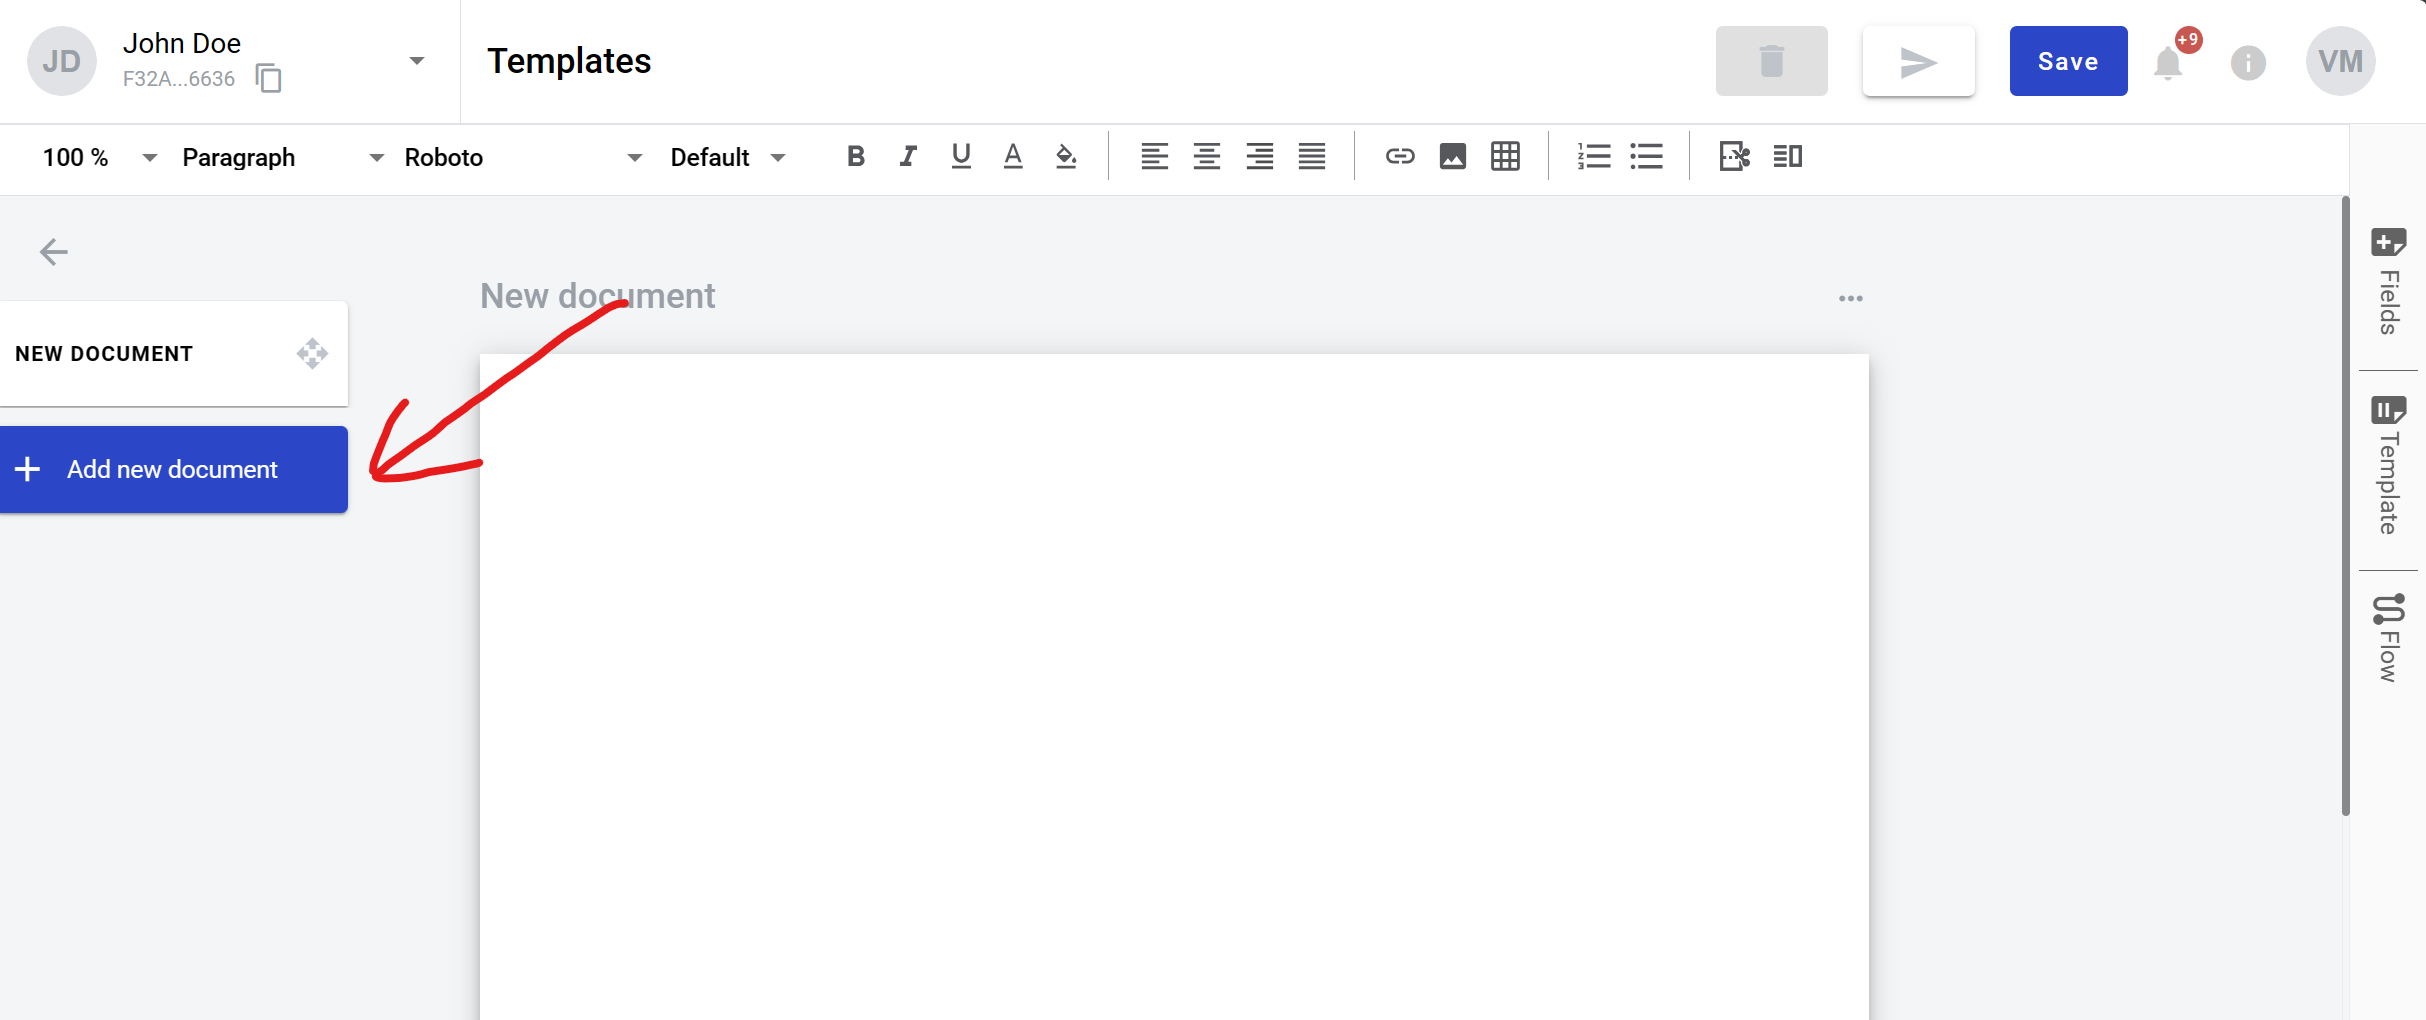 JD
John Doe
F32A...6636
Templates
Save
+9
VM
100 %
Paragraph
Roboto
Default
New document
NEW DOCUMENT
Add new document
Fields
Template
Flow